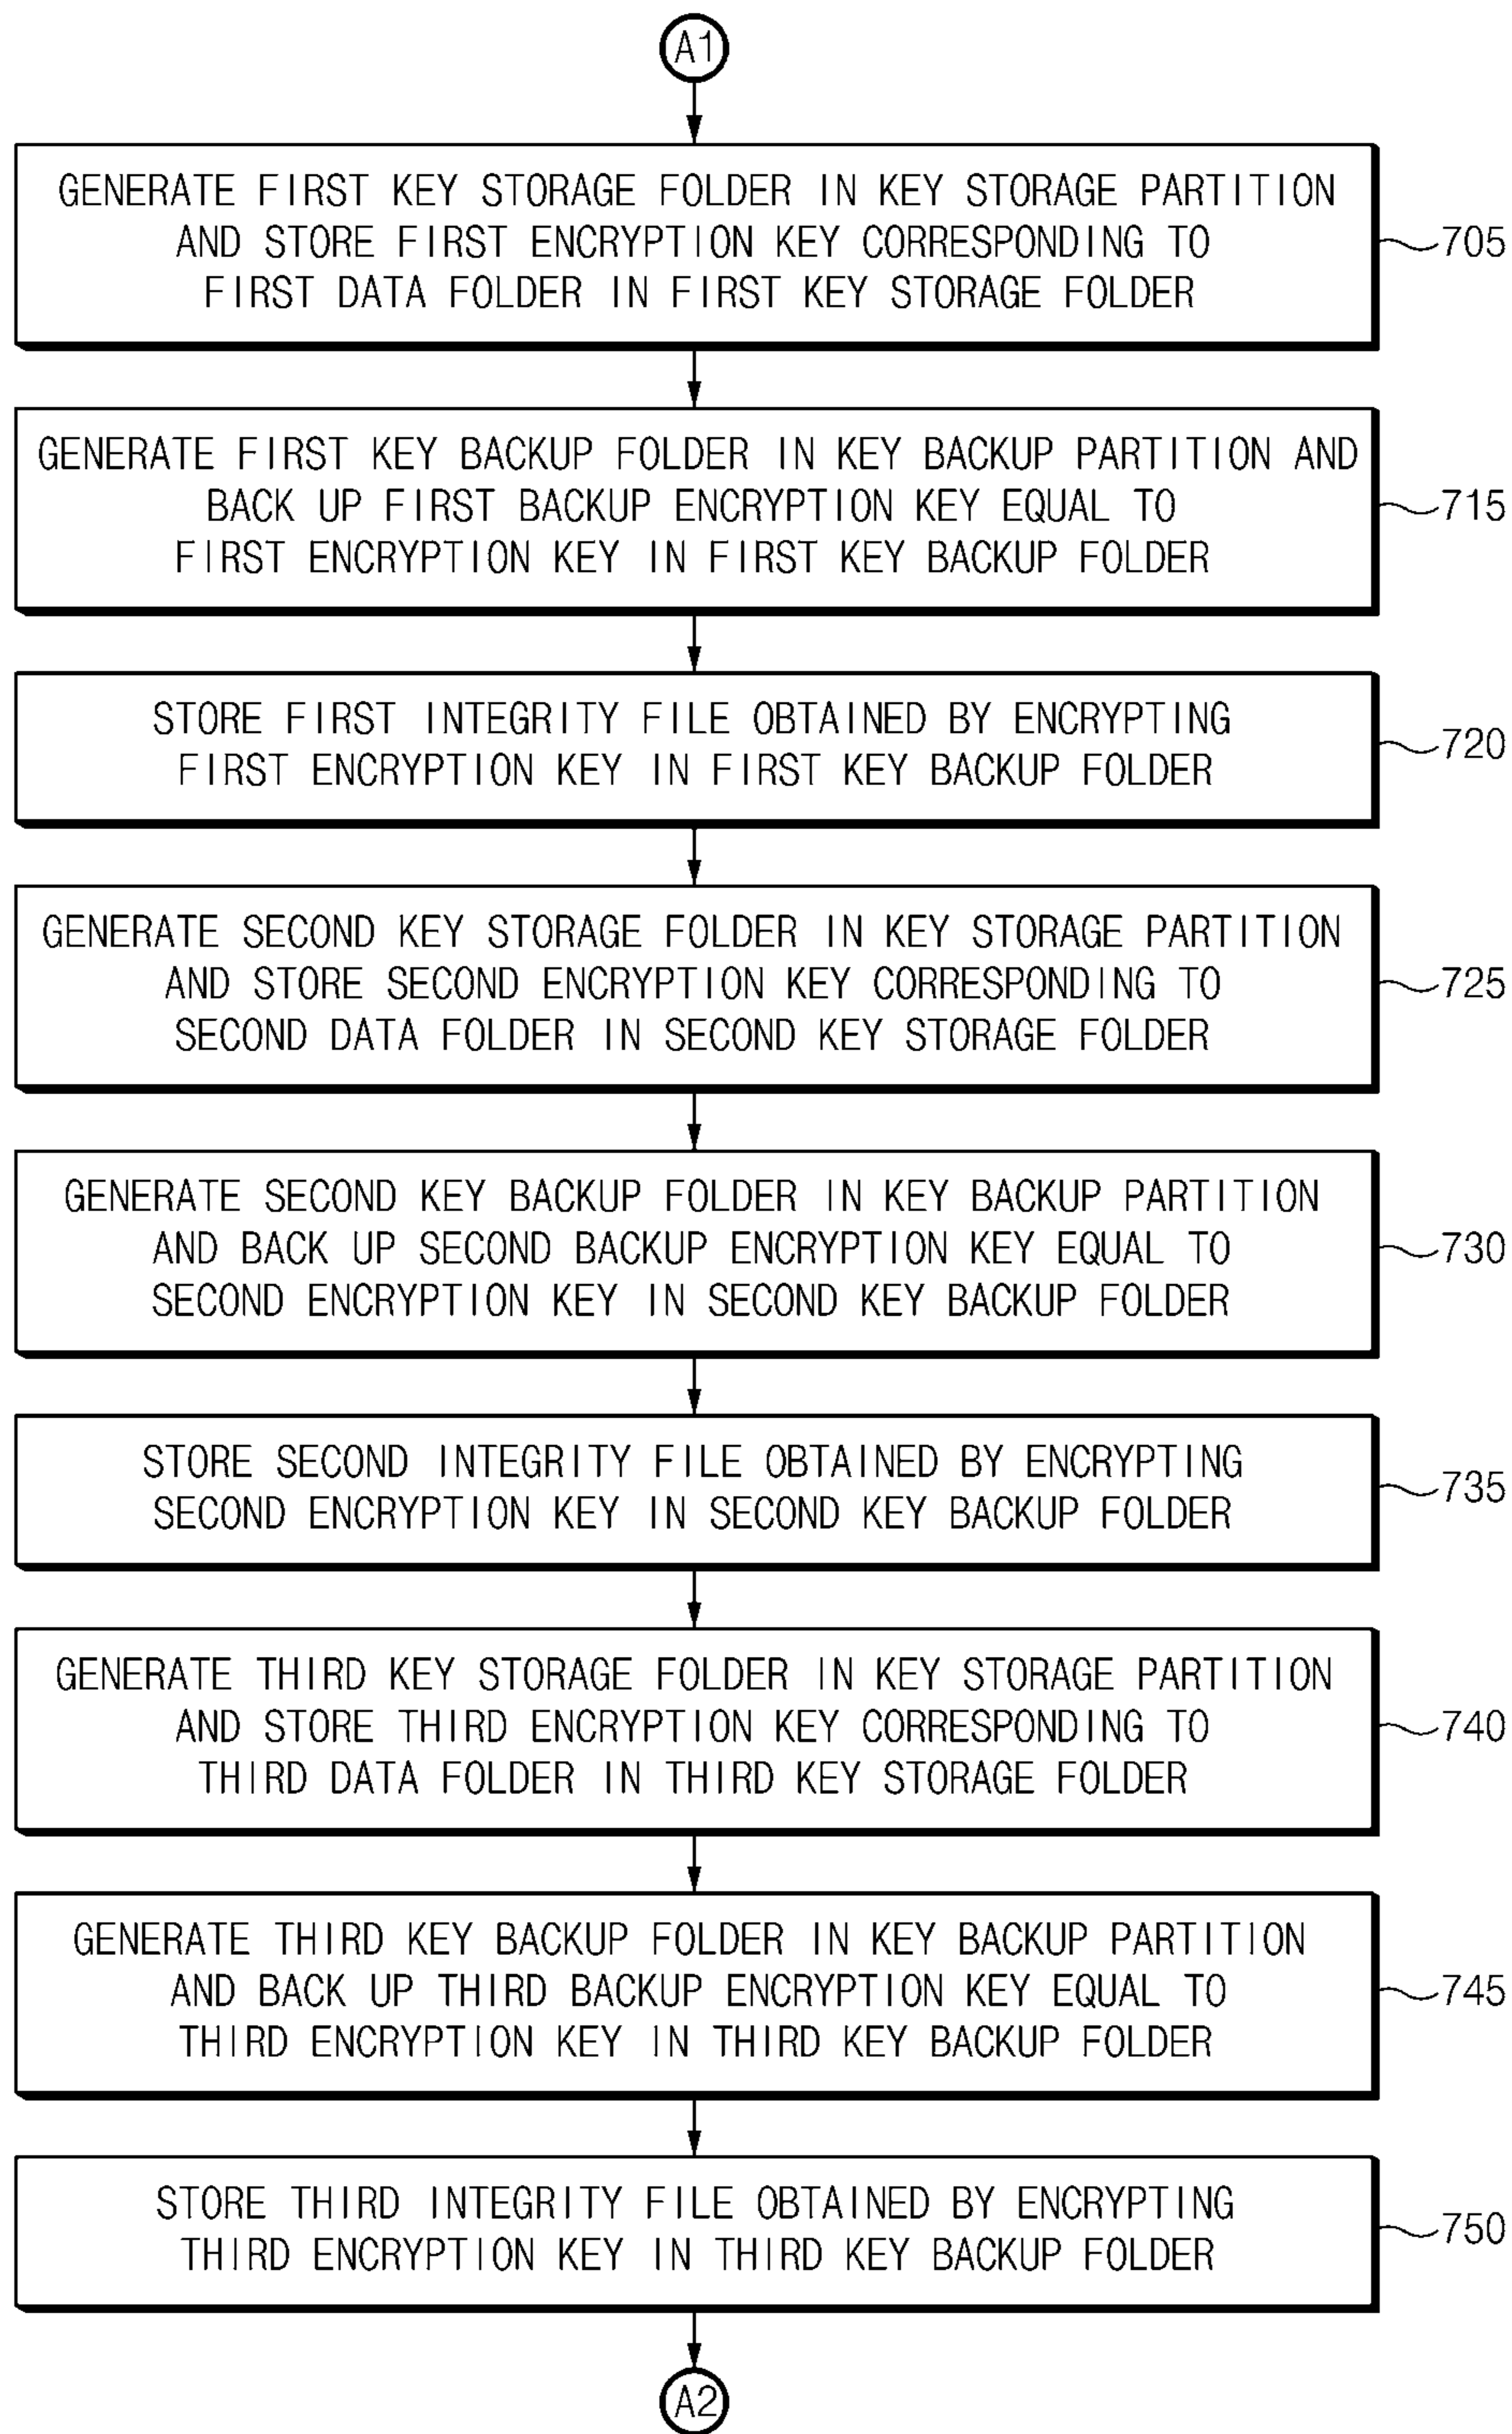 A1
GENERATE FIRST KEY STORAGE FOLDER IN KEY STORAGE PARTITION
AND STORE FIRST ENCRYPTION KEY CORRESPONDING TO
FIRST DATA FOLDER IN FIRST KEY STORAGE FOLDER
705
GENERATE FIRST KEY BACKUP FOLDER IN KEY BACKUP PARTITION AND
BACK UP FIRST BACKUP ENCRYPTION KEY EQUAL TO
FIRST ENCRYPTION KEY IN FIRST KEY BACKUP FOLDER
715
STORE FIRST INTEGRITY FILE OBTAINED BY ENCRYPTING
FIRST ENCRYPTION KEY IN FIRST KEY BACKUP FOLDER
720
GENERATE SECOND KEY STORAGE FOLDER IN KEY STORAGE PARTITION
AND STORE SECOND ENCRYPTION KEY CORRESPONDING TO
SECOND DATA FOLDER IN SECOND KEY STORAGE FOLDER
725
GENERATE SECOND KEY BACKUP FOLDER IN KEY BACKUP PARTITION
AND BACK UP SECOND BACKUP ENCRYPTION KEY EQUAL TO
SECOND ENCRYPTION KEY IN SECOND KEY BACKUP FOLDER
730
STORE SECOND INTEGRITY FILE OBTAINED BY ENCRYPTING
SECOND ENCRYPTION KEY IN SECOND KEY BACKUP FOLDER
735
GENERATE THIRD KEY STORAGE FOLDER IN KEY STORAGE PARTITION
AND STORE THIRD ENCRYPTION KEY CORRESPONDING TO
THIRD DATA FOLDER IN THIRD KEY STORAGE FOLDER
740
GENERATE THIRD KEY BACKUP FOLDER IN KEY BACKUP PARTITION
AND BACK UP THIRD BACKUP ENCRYPTION KEY EQUAL TO
THIRD ENCRYPTION KEY IN THIRD KEY BACKUP FOLDER
745
STORE THIRD INTEGRITY FILE OBTAINED BY ENCRYPTING
THIRD ENCRYPTION KEY IN THIRD KEY BACKUP FOLDER
750
A2